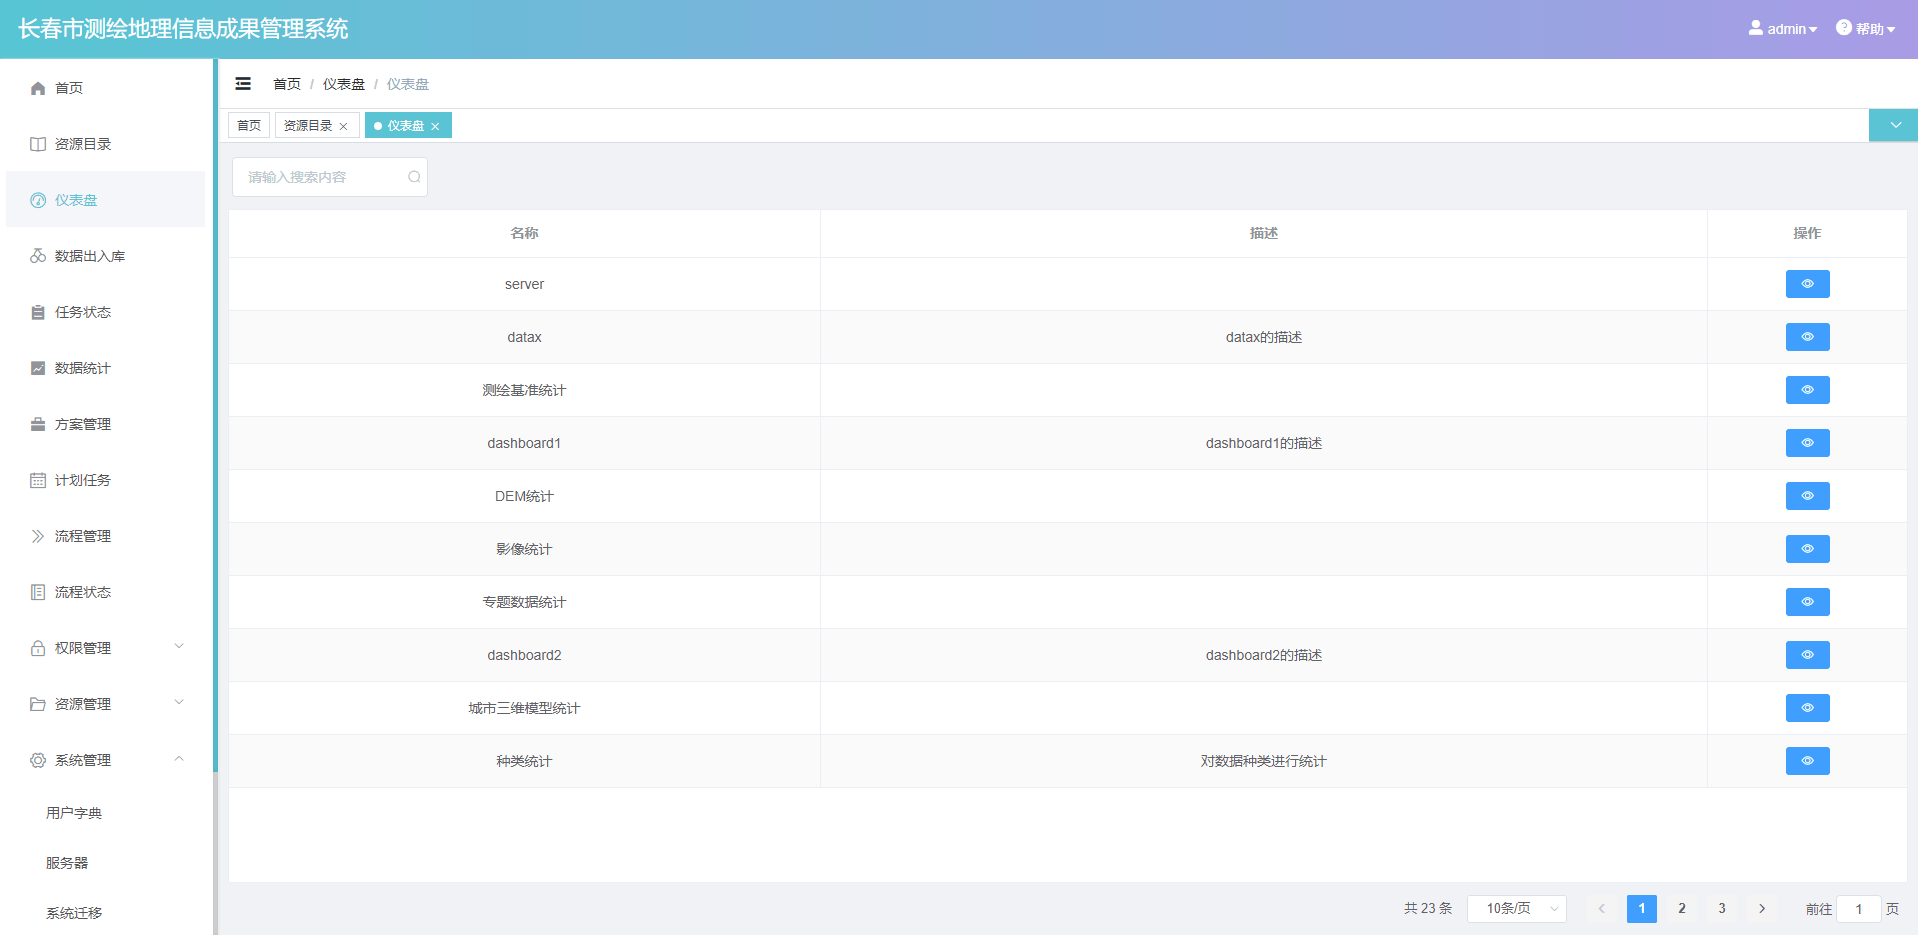 长春市测绘地理信息成果管理系统
admin
帮助
首页
资源目录
仪表盘
数据出入库
任务状态
数据统计
方案管理
计划任务
流程管理
流程状态
权限管理
资源管理
系统管理
用户字典
服务器
系统迁移
首页 / 仪表盘 / 仪表盘
首页 资源目录 仪表盘
请输入搜索内容
名称 描述 操作
server
datax datax的描述
测绘基准统计
dashboard1 dashboard1的描述
DEM统计
影像统计
专题数据统计
dashboard2 dashboard2的描述
城市三维模型统计
种类统计 对数据种类进行统计
共 23 条 10条/页 1 2 3 前往 1 页